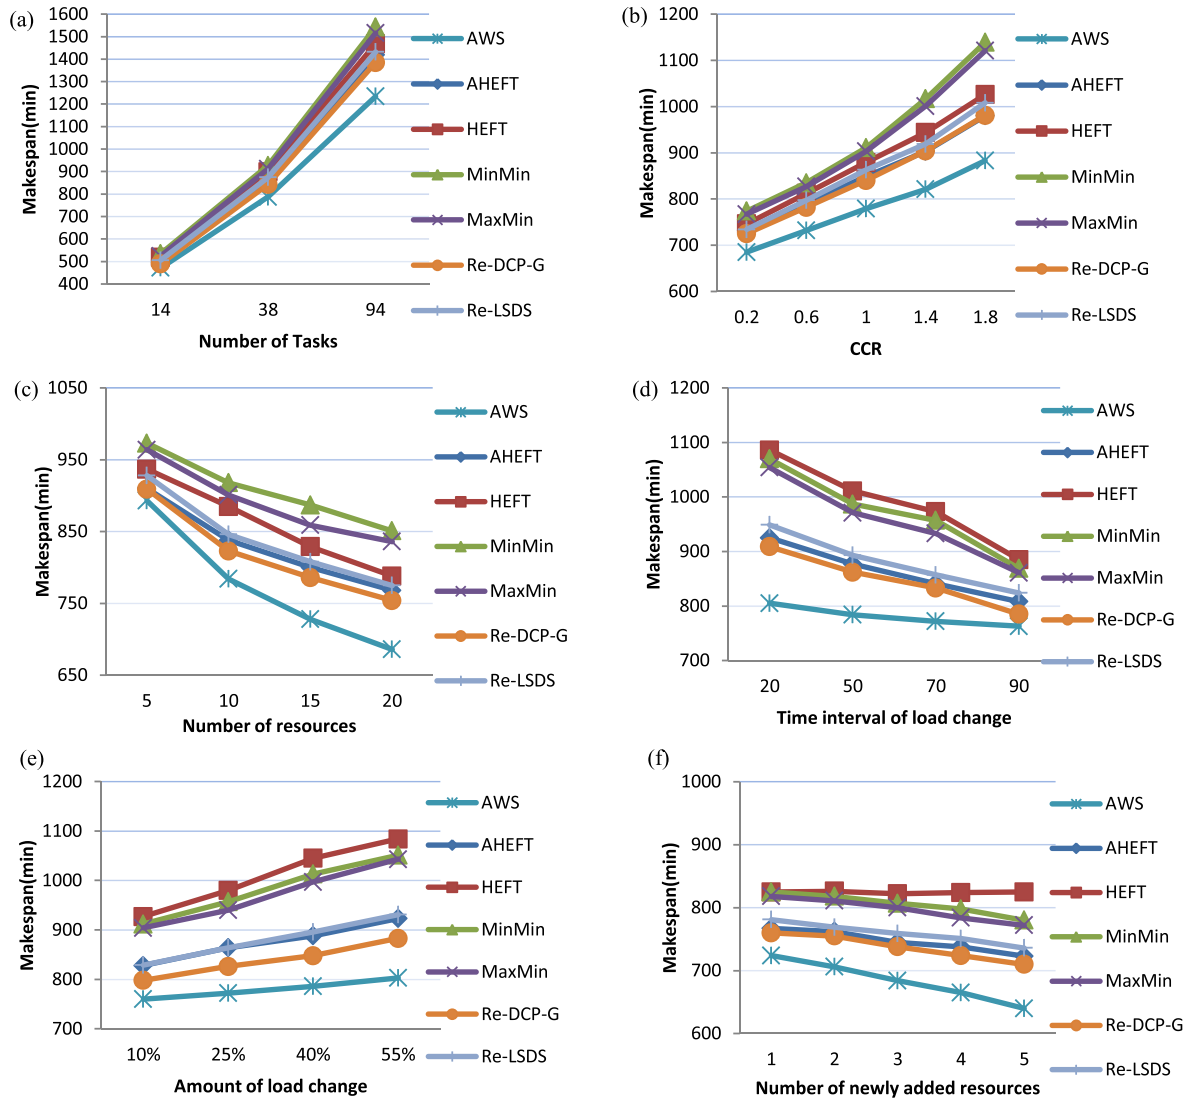 (a)
1600
1500
1400
1300
1200
1100
1000
900
800
700
600
500
400
Makespan(min)
14 38 94
Number of Tasks
AWS
AHEFT
HEFT
MinMin
MaxMin
Re-DCP-G
Re-LSDS
(b)
1200
1100
1000
900
800
700
600
Makespan(min)
0.2 0.6 1 1.4 1.8
CCR
AWS
AHEFT
HEFT
MinMin
MaxMin
Re-DCP-G
Re-LSDS
(c)
1050
950
850
750
650
Makespan(min)
5 10 15 20
Number of resources
AWS
AHEFT
HEFT
MinMin
MaxMin
Re-DCP-G
Re-LSDS
(d)
1200
1100
1000
900
800
700
Makespan(min)
20 50 70 90
Time interval of load change
AWS
AHEFT
HEFT
MinMin
MaxMin
Re-DCP-G
Re-LSDS
(e)
1200
1100
1000
900
800
700
Makespan(min)
10% 25% 40% 55%
Amount of load change
AWS
AHEFT
HEFT
MinMin
MaxMin
Re-DCP-G
Re-LSDS
(f)
1000
900
800
700
600
Makespan(min)
1 2 3 4 5
Number of newly added resources
AWS
AHEFT
HEFT
MinMin
MaxMin
Re-DCP-G
Re-LSDS